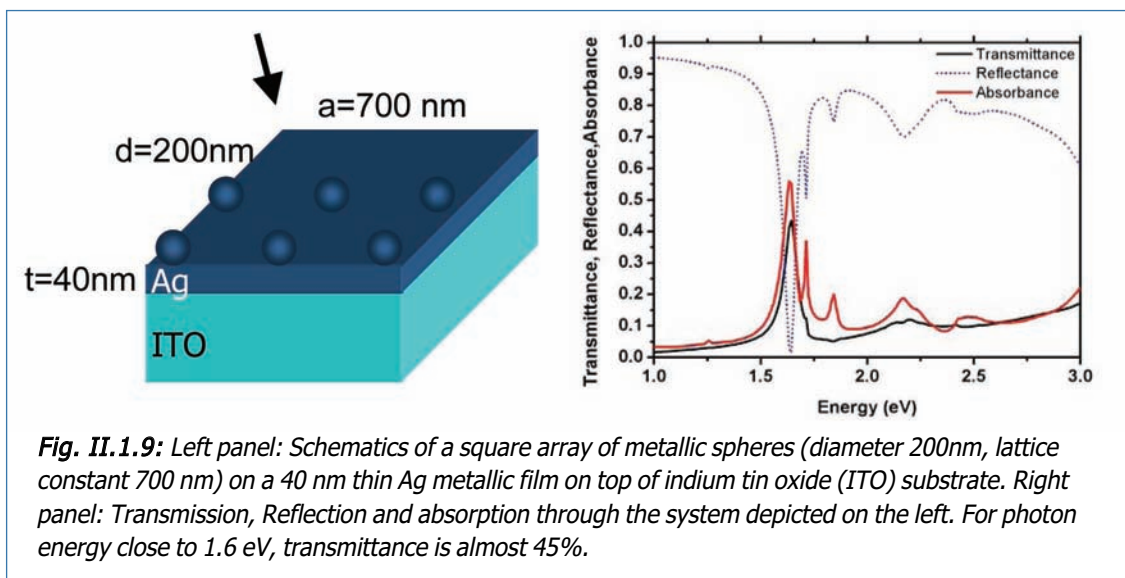 a=700 nm
d=200nm
t=40nm
Ag
ITO
Transmittance, Reflectance,Absorbance
1.0
0.9
0.8
0.7
0.6
0.5
0.4
0.3
0.2
0.1
0.0
Transmittance
Reflectance
Absorbance
1.0 1.5 2.0 2.5 3.0
Energy (eV)
Fig. II.1.9: Left panel: Schematics of a square array of metallic spheres (diameter 200nm, lattice
constant 700 nm) on a 40 nm thin Ag metallic film on top of indium tin oxide (ITO) substrate. Right
panel: Transmission, Reflection and absorption through the system depicted on the left. For photon
energy close to 1.6 eV, transmittance is almost 45%.